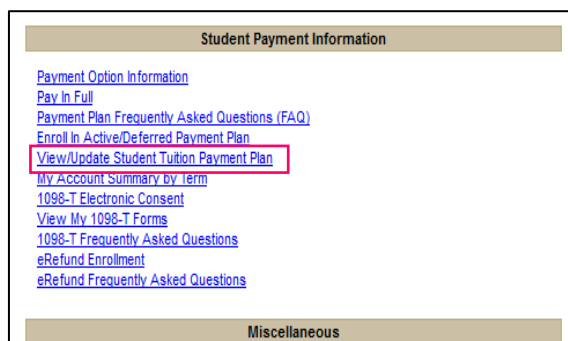 Student Payment Information
Payment Option Information
Pay In Full
Payment Plan Frequently Asked Questions (FAQ)
Enroll In Active/Deferred Payment Plan
View/Update Student Tuition Payment Plan
My Account Summary by Term
1098-T Electronic Consent
View My 1098-T Forms
1098-T Frequently Asked Questions
eRefund Enrollment
eRefund Frequently Asked Questions
Miscellaneous